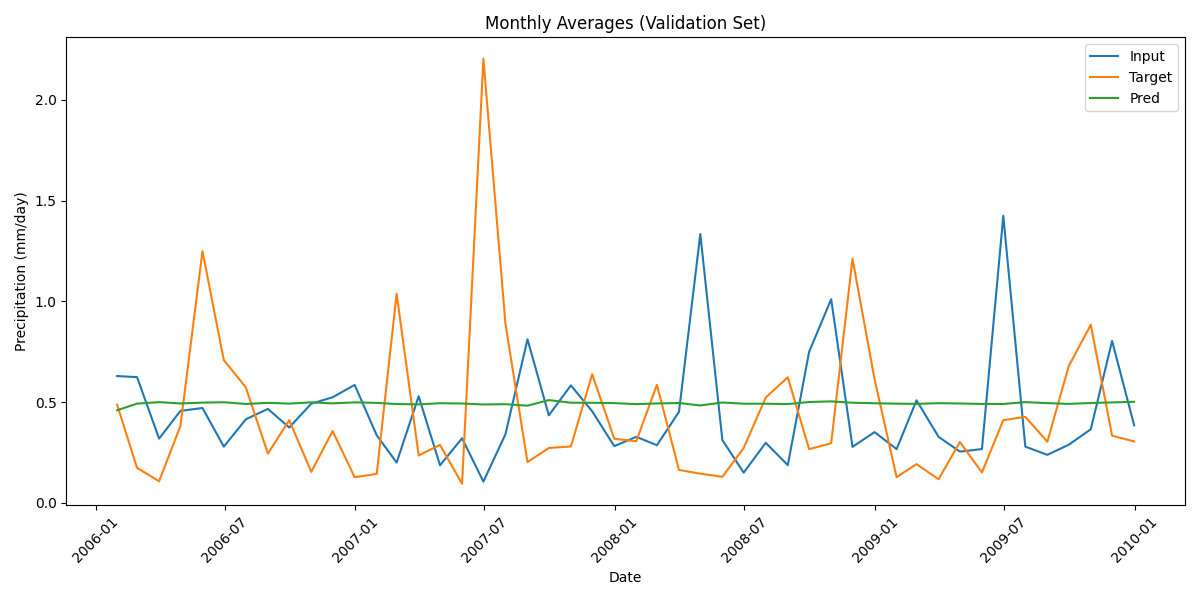 Monthly Averages (Validation Set)
Input
Target
Pred
Precipitation (mm/day)
2.0
1.5
1.0
0.5
0.0
2006-01
2006-07
2007-01
2007-07
2008-01
2008-07
2009-01
2009-07
2010-01
Date